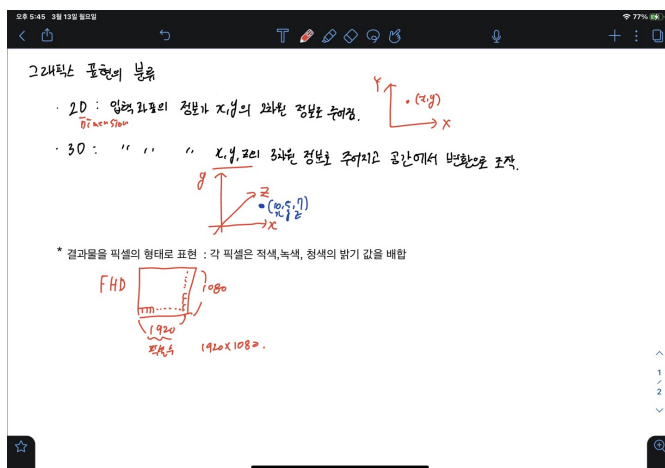 오후 5:45 3월 13일 월요일
77%
그래픽스 표현의 분류
· 2D : 입력 좌표의 정보가 x,y의 2차원 정보로 주어짐.
Dimension
Y
(x,y)
X
· 3D : " " " x,y,z의 3차원 정보로 주어지고 공간에서 변환으로 조작.
y
z
(10,5,7)
x y z
x
* 결과물을 픽셀의 형태로 표현 : 각 픽셀은 적색,녹색, 청색의 밝기 값을 배합
FHD
1080
1920
픽셀수
1920x1080.
1
/
2